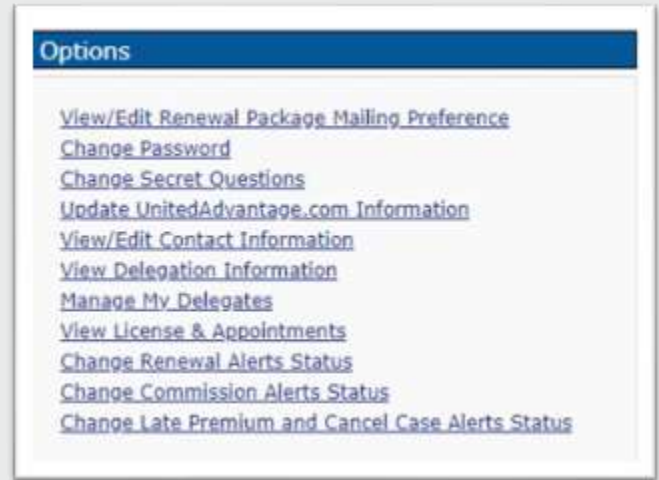 Options
View/Edit Renewal Package Mailing Preference
Change Password
Change Secret Questions
Update UnitedAdvantage.com Information
View/Edit Contact Information
View Delegation Information
Manage My Delegates
View License & Appointments
Change Renewal Alerts Status
Change Commission Alerts Status
Change Late Premium and Cancel Case Alerts Status